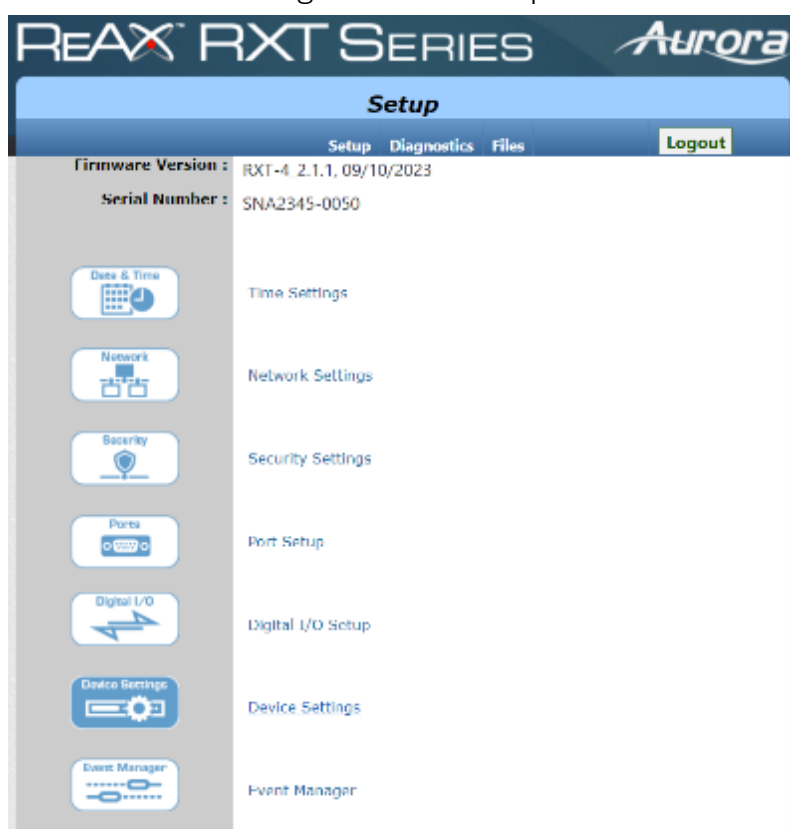 ReAX™ RXT SERIES Aurora
Setup
Setup Diagnostics Files Logout
Firmware Version : RXT-4 2.1.1, 09/10/2023
Serial Number : SNA2345-0050
Date & Time
Time Settings
Network
Network Settings
Security
Security Settings
Ports
Port Setup
Digital I/O
Digital I/O Setup
Device Settings
Device Settings
Event Manager
Event Manager